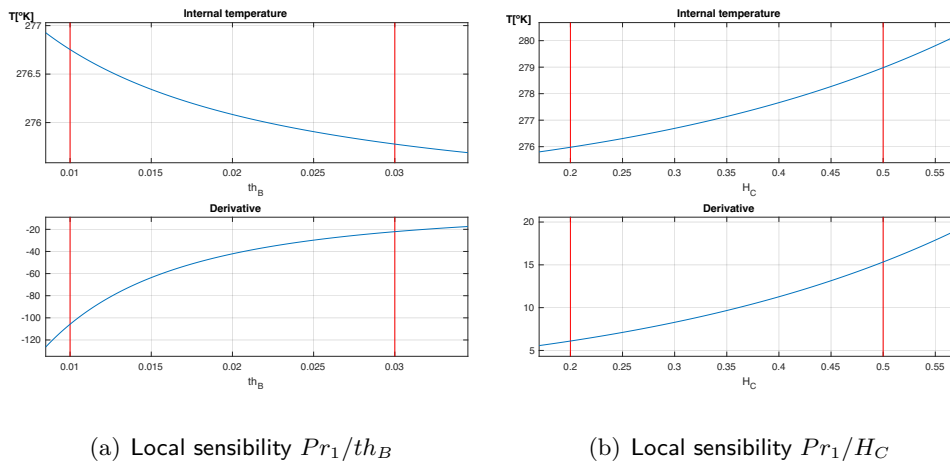 Internal temperature
T[ºK]
277
276.5
276
0.01 0.015 0.02 0.025 0.03
th_B
Derivative
-20
-40
-60
-80
-100
-120
0.01 0.015 0.02 0.025 0.03
th_B
(a) Local sensibility Pr_1/th_B
Internal temperature
T[ºK]
280
279
278
277
276
0.2 0.25 0.3 0.35 0.4 0.45 0.5 0.55
H_C
Derivative
20
15
10
5
0.2 0.25 0.3 0.35 0.4 0.45 0.5 0.55
H_C
(b) Local sensibility Pr_1/H_C